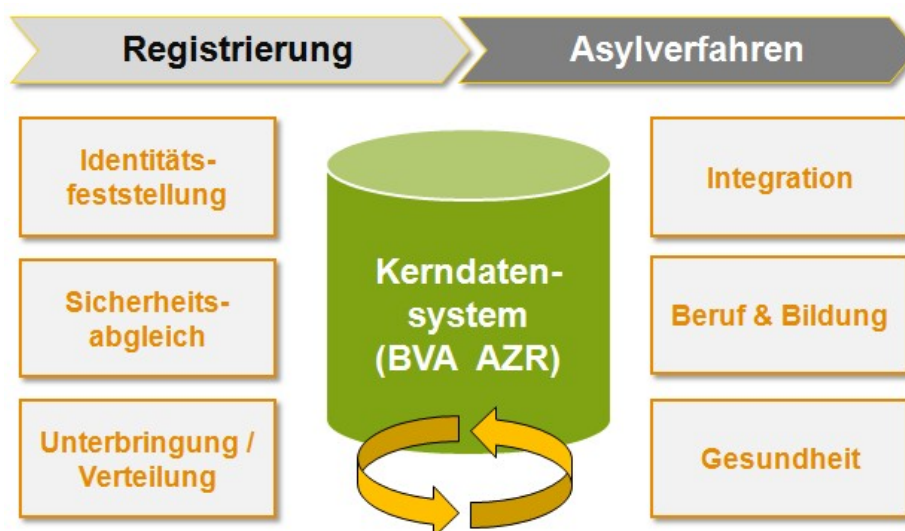 Registrierung
Asylverfahren
Identitäts-
feststellung
Sicherheits-
abgleich
Unterbringung /
Verteilung
Kerndaten-
system
(BVA AZR)
Integration
Beruf & Bildung
Gesundheit